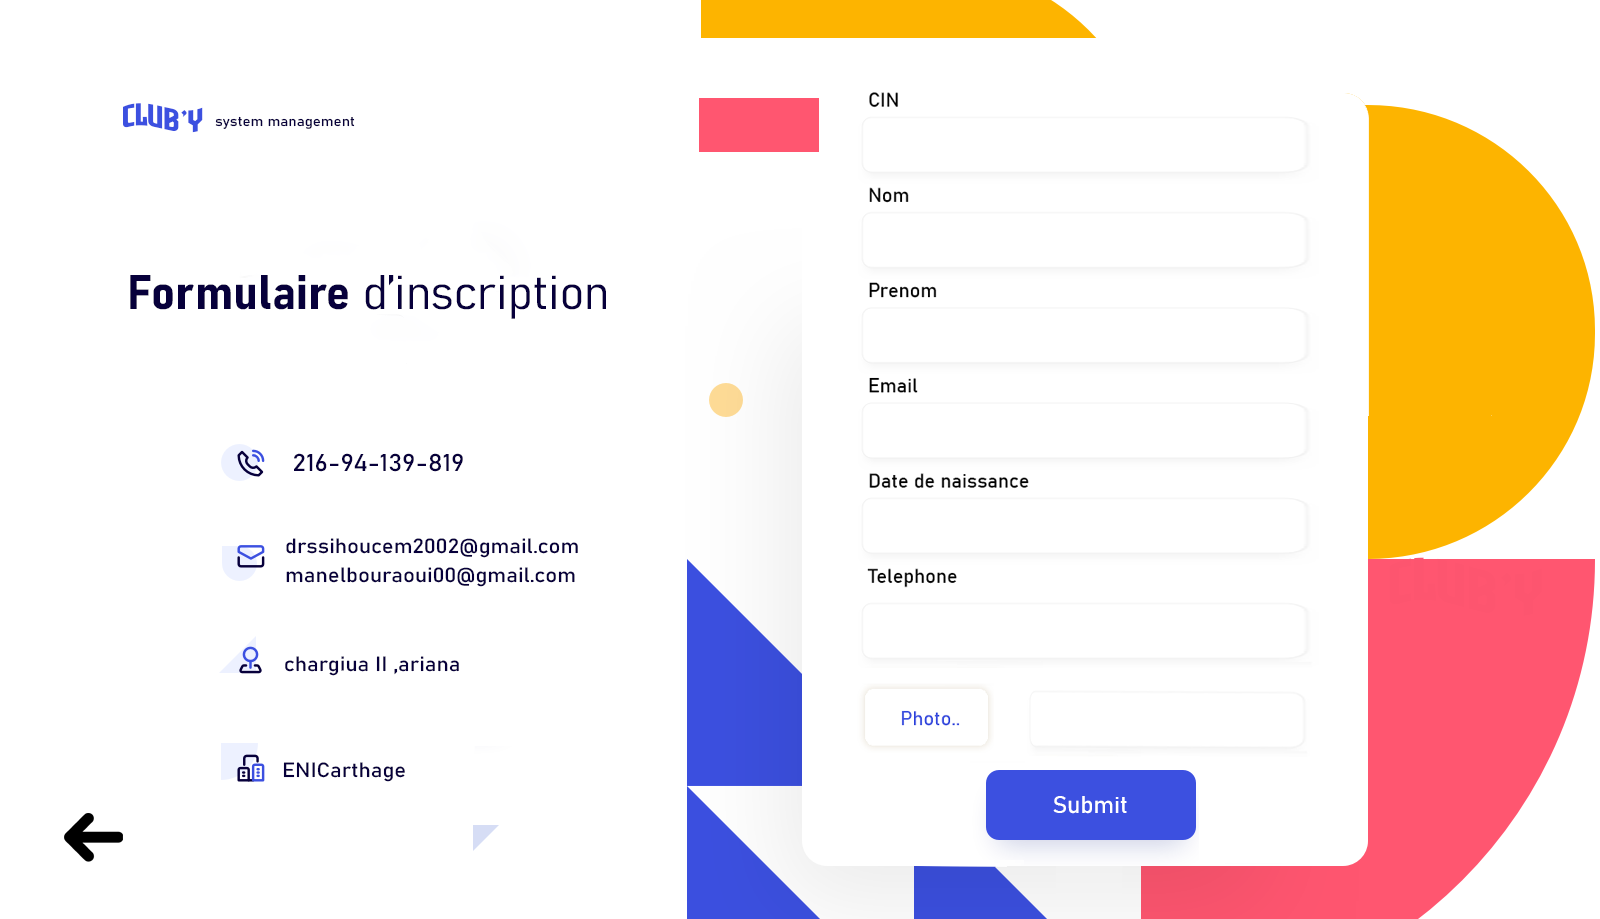 CLUB'Y system management
Formulaire d'inscription
216-94-139-819
drssihoucem2002@gmail.com
manelbouraoui00@gmail.com
chargiua II ,ariana
ENICarthage
CIN
Nom
Prenom
Email
Date de naissance
Telephone
Photo..
Submit